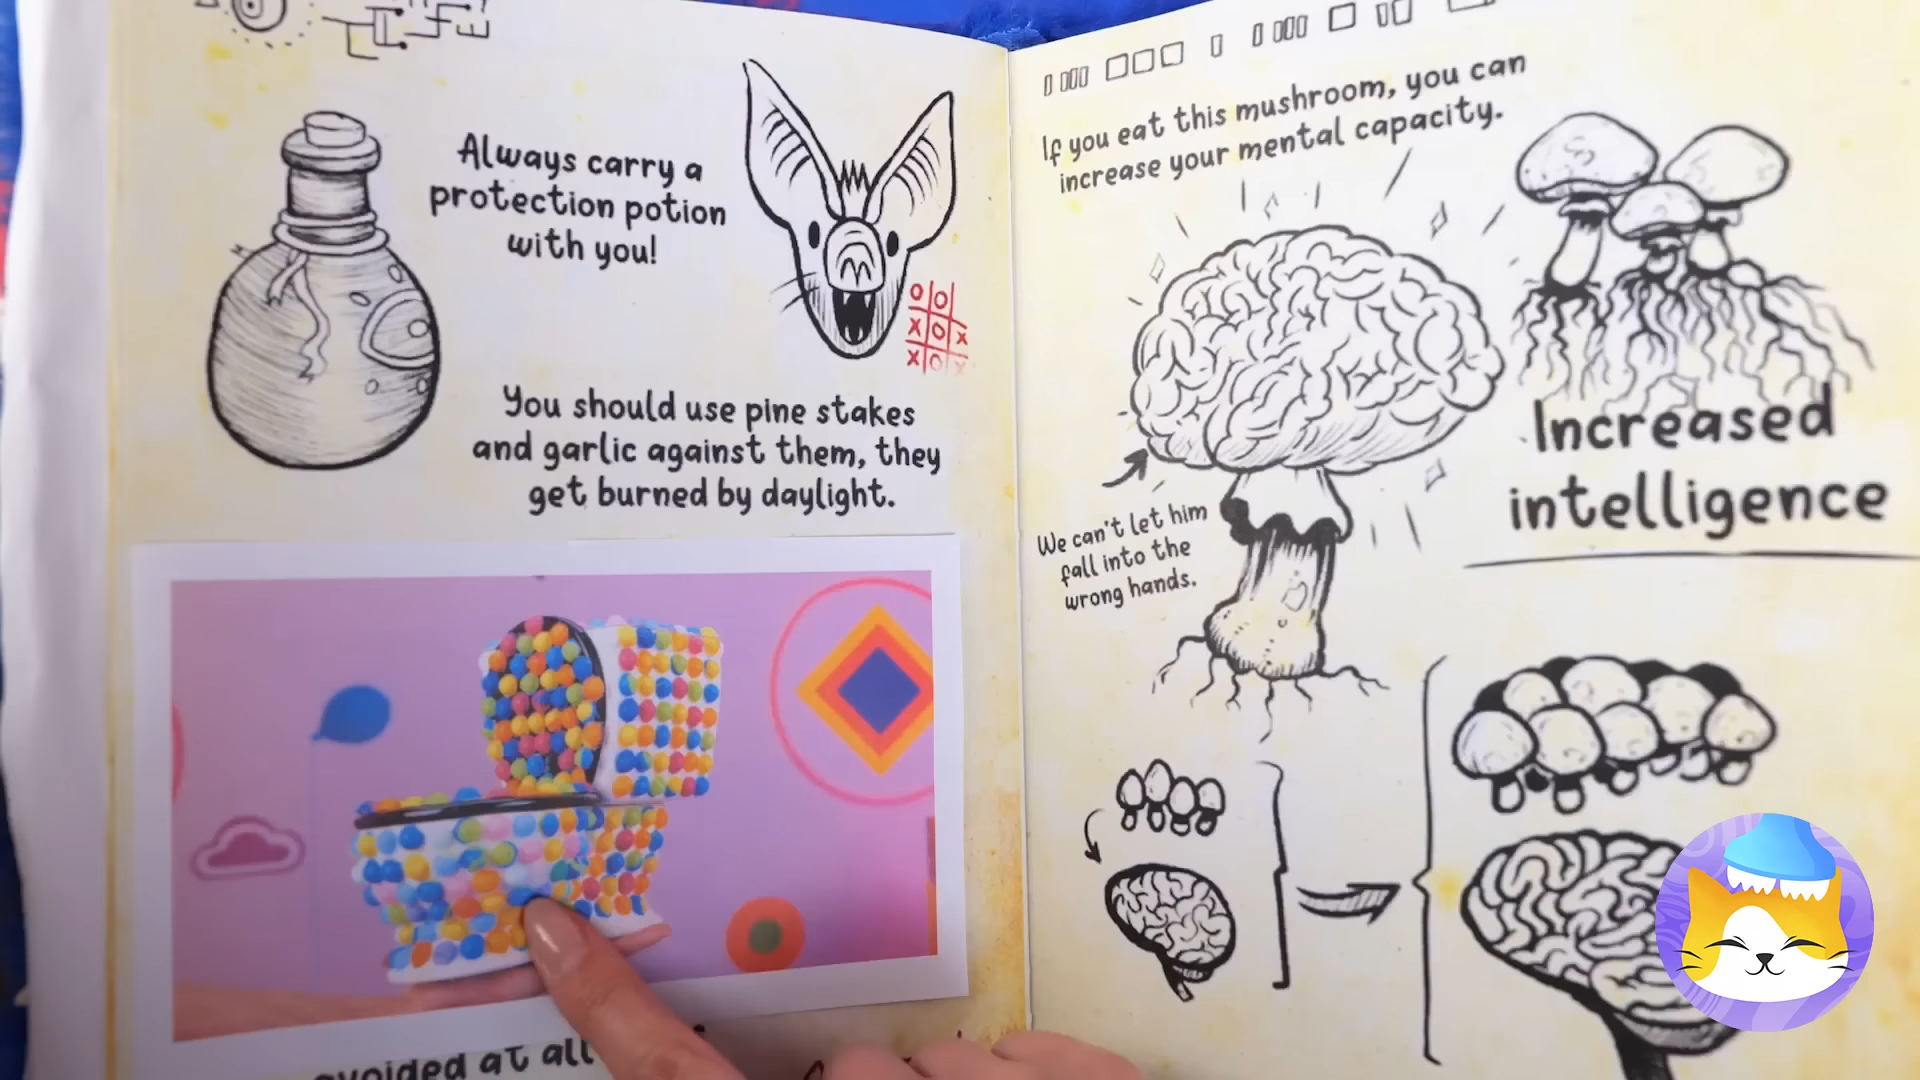 Always carry a
protection potion
with you!
You should use pine stakes
and garlic against them, they
get burned by daylight.
avoided at all
If you eat this mushroom, you can
increase your mental capacity.
Increased
intelligence
We can't let him
fall into the
wrong hands.
O O
X O X
X O X